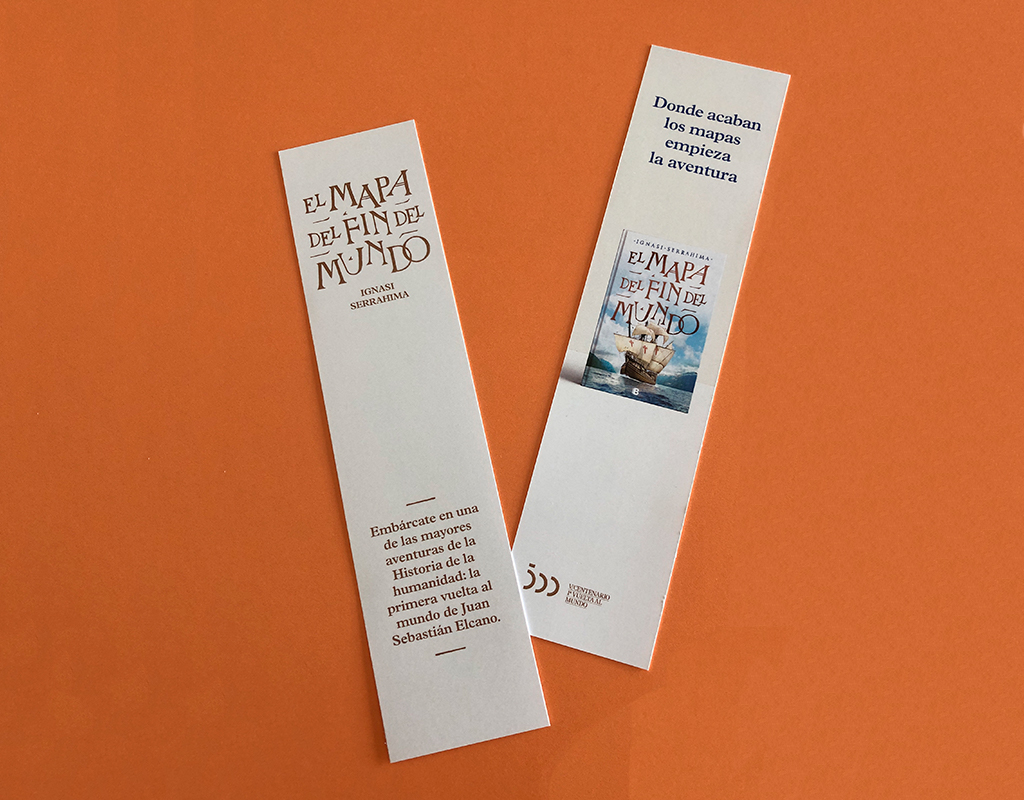 EL MAPA
DEL FIN DEL
MUNDO
IGNASI
SERRAHIMA
Embárcate en una
de las mayores
aventuras de la
Historia de la
humanidad: la
primera vuelta al
mundo de Juan
Sebastián Elcano.
Donde acaban
los mapas
empieza
la aventura
·IGNASI·SERRAHIMA·
EL MAPA
DEL FIN DEL
MUNDO
B
V CENTENARIO
1ª VUELTA AL
MUNDO